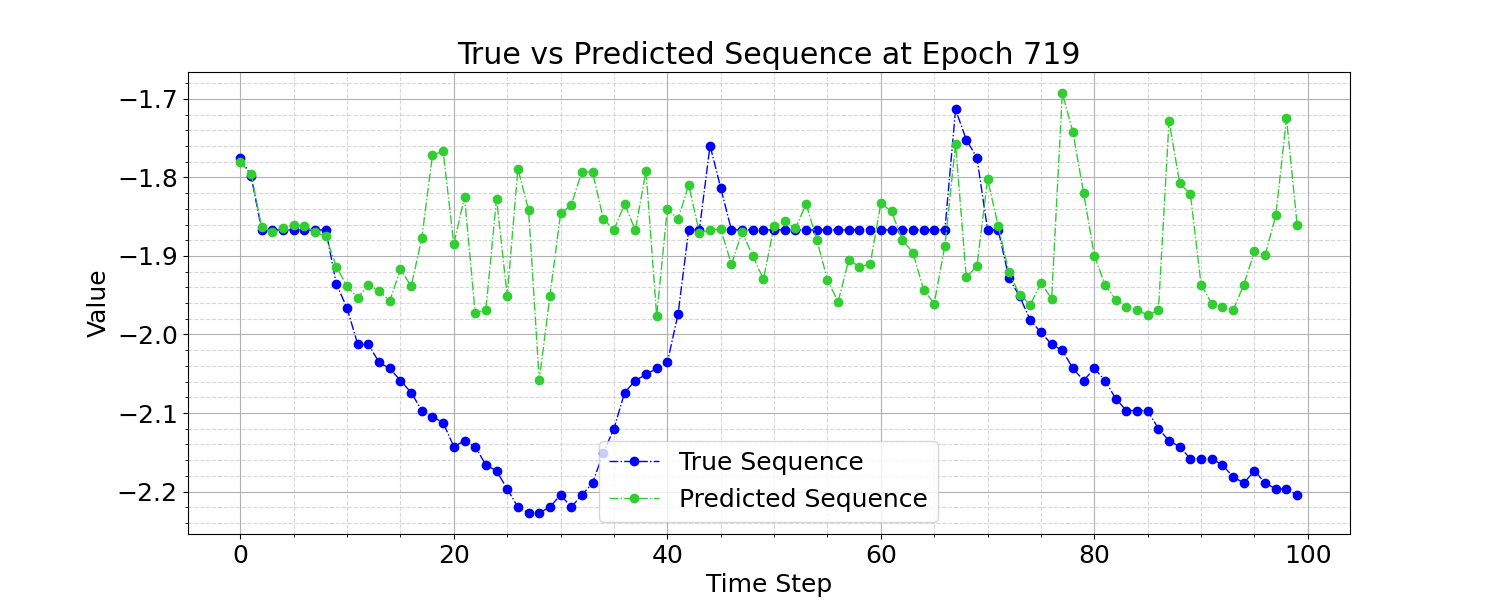 True vs Predicted Sequence at Epoch 719
−1.7
−1.8
−1.9
−2.0
−2.1
−2.2
Value
True Sequence
Predicted Sequence
0 20 40 60 80 100
Time Step